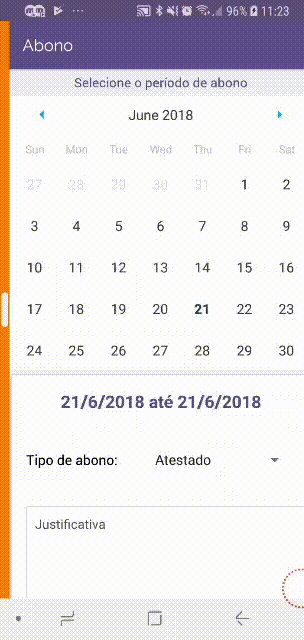 96% 11:23
Abono
Selecione o período de abono
June 2018
Sun Mon Tue Wed Thu Fri Sat
27 28 29 30 31 1 2
3 4 5 6 7 8 9
10 11 12 13 14 15 16
17 18 19 20 21 22 23
24 25 26 27 28 29 30
21/6/2018 até 21/6/2018
Tipo de abono: Atestado
Justificativa